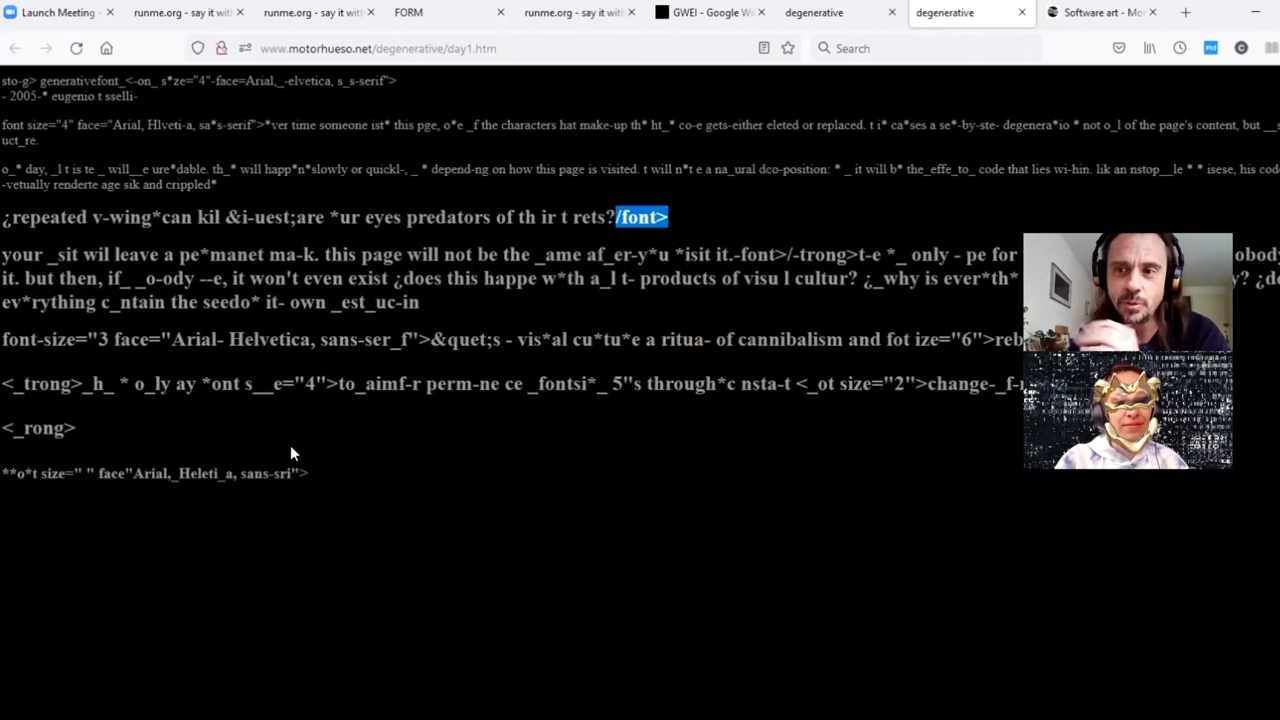 Launch Meeting -
runme.org - say it wit
runme.org - say it wit
FORM
runme.org - say it wit
GWEI - Google Wi
degenerative
degenerative
Software art - Mor
www.motorhueso.net/degenerative/day1.htm
Search
sto-g> generativefont_<-on_ s*ze="4"-face=Arial,_-elvetica, s_s-serif">
- 2005-* eugenio t sselli-
font size="4" face="Arial, Hlveti-a, sa*s-serif">*ver time someone ist* this pge, o*e _f the characters hat make-up th* ht_* co-e gets-either eleted or replaced. t i* ca*ses a se*-by-ste- degenera*io * not o_l of the page's content, but __s
uct_re.
o_* day, _l t is te _ will__e ure*dable. th_* will happ*n*slowly or quickl-, _ * depend-ng on how this page is visited. t will n*t e a na_ural dco-position: * _ it will b* the_effe_to_ code that lies wi-hin. lik an nstop__le * * isese, his cod
-vetually renderte age sik and crippled*
¿repeated v-wing*can kil &i-uest;are *ur eyes predators of th ir t rets?/font>
your _sit wil leave a pe*manet ma-k. this page will not be the _ame af_er-y*u *isit it.-font>/-trong>t-e *_ only - pe for obody
it. but then, if_ _o-ody --e, it won't even exist ¿does this happe w*th a_l t- products of visu l cultur? ¿_why is ever*th* y? ¿do
ev*rything c_ntain the seedo* it- own _est_uc-in
font-size="3 face="Arial- Helvetica, sans-ser_f">&quet;s - vis*al cu*tu*e a ritua- of cannibalism and fot ize="6">reb
<_trong>_h_* o_ly ay *ont s__e="4">to_aimf-r perm-ne ce _fontsi*_ 5"s through*c nsta-t <_ot size="2">change-_f-
<_rong>
**o*t size=" " face"Arial,_Heleti_a, sans-sri">